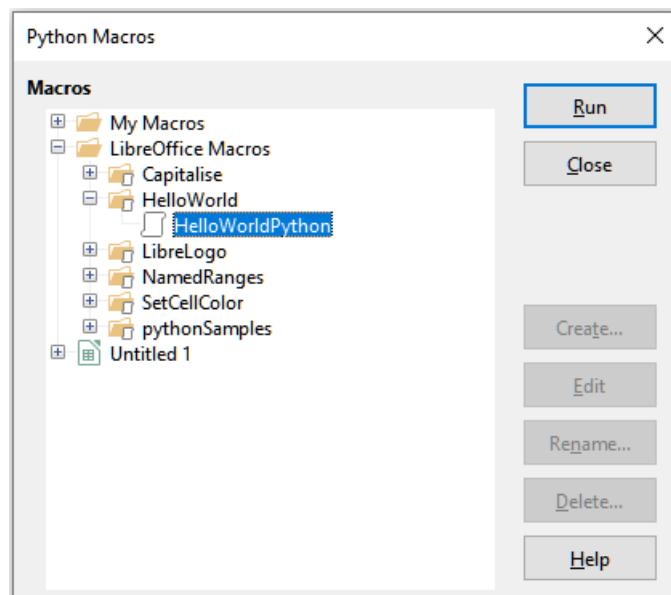 Python Macros
Macros
My Macros
LibreOffice Macros
Capitalise
HelloWorld
HelloWorldPython
LibreLogo
NamedRanges
SetCellColor
pythonSamples
Untitled 1
Run
Close
Create...
Edit
Rename...
Delete...
Help